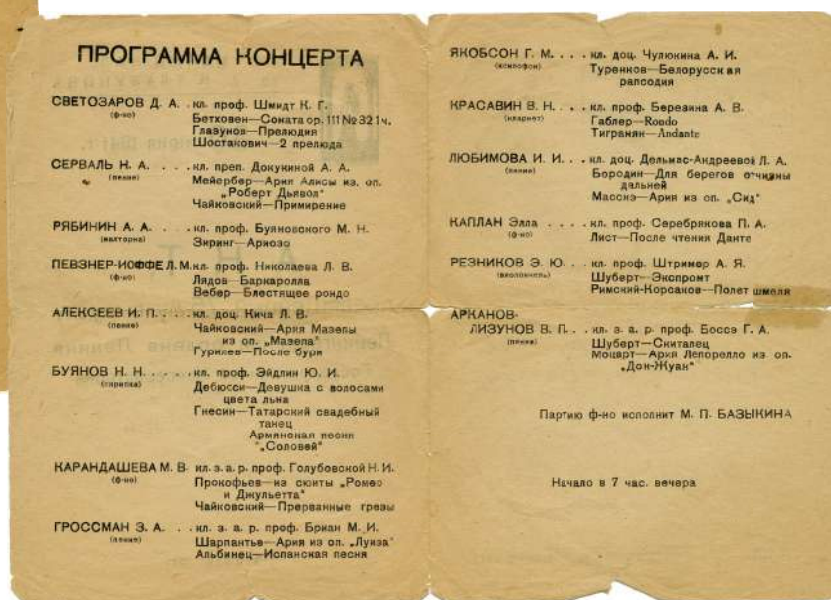 ПРОГРАММА КОНЦЕРТА
СВЕТОЗАРОВ Д. А. . кл. проф. Шмидт К. Г.
(ф-но)
Бетховен—Соната ор. 111 № 32 1ч.
Глазунов—Прелюдия
Шостакович—2 прелюда
СЕРВАЛЬ Н. А. . . . кл. преп. Докукиной А. А.
(пение)
Мейербер—Ария Алисы из. оп.
„Роберт Дьявол"
Чайковский—Примирение
РЯБИНИН А. А. . . . кл. проф. Буяновского М. Н.
(валторна)
Зиринг—Ариозо
ПЕВЗНЕР-ИОФФЕ Л. М. кл. проф. Николаева Л. В.
(ф-но)
Лядов—Баркаролла
Вебер—Блестящее рондо
АЛЕКСЕЕВ И. П. . . . кл. доц. Кича Л. В.
(пение)
Чайковский—Ария Мазепы
из оп. „Мазепа"
Гурилев—После бури
БУЯНОВ Н. Н. . . . . кл. проф. Эйдлин Ю. И.
(скрипка)
Дебюсси—Девушка с волосами
цвета льна
Гнесин—Татарский свадебный
танец
Армянская песня
"Соловей"
КАРАНДАШЕВА М. В. кл. з. а. р. проф. Голубовской Н. И.
(ф-но)
Прокофьев—из сюиты „Ромео
и Джульетта"
Чайковский—Прерванные грезы
ГРОССМАН З. А. . . . кл. з. а. р. проф. Бриан М. И.
(пение)
Шарпантье—Ария из оп. „Луиза"
Альбинец—Испанская песня
ЯКОБСОН Г. М. . . . . кл. доц. Чулюкина А. И.
(ксилофон)
Туренков—Белорусская
рапсодия
КРАСАВИН В. Н. . . . кл. проф. Березина А. В.
(кларнет)
Габлер—Rondo
Тигранян—Andante
ЛЮБИМОВА И. И. . . . кл. доц. Дельмас-Андреевой Л. А.
(пение)
Бородин—Для берегов отчизны
дальней
Массиэ—Ария из оп. „Сид"
КАПЛАН Элла . . . . кл. проф. Серебрякова П. А.
(ф-но)
Лист—После чтения Данте
РЕЗНИКОВ Э. Ю. . . . кл. проф. Штример А. Я.
(виолончель)
Шуберт—Экспромт
Римский-Корсаков—Полет шмеля
АРКАНОВ-
ЛИЗУНОВ В. П. . . . кл. з. а. р. проф. Боссэ Г. А.
(пение)
Шуберт—Скиталец
Моцарт—Ария Лепорелло из оп.
„Дон-Жуан"
Партию ф-но исполнит М. П. БАЗЫКИНА
Начало в 7 час. вечера